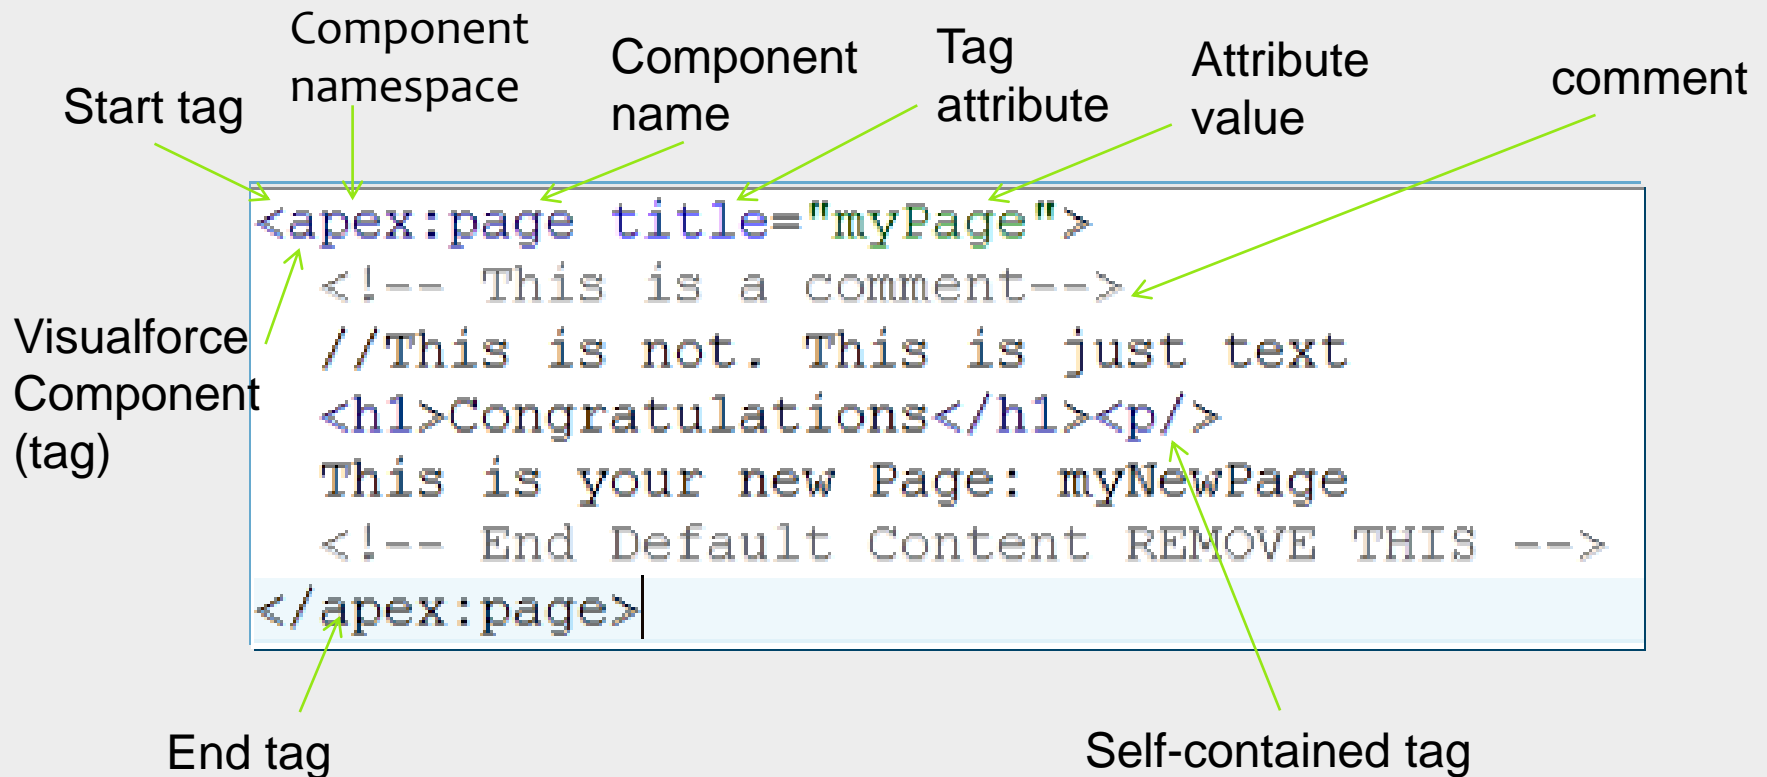 Component
namespace
Component
name
Tag
attribute
Attribute
value
comment
Start tag
<apex:page title="myPage">
<!-- This is a comment-->
//This is not. This is just text
<h1>Congratulations</h1><p/>
This is your new Page: myNewPage
<!-- End Default Content REMOVE THIS -->
</apex:page>
Visualforce
Component
(tag)
End tag
Self-contained tag